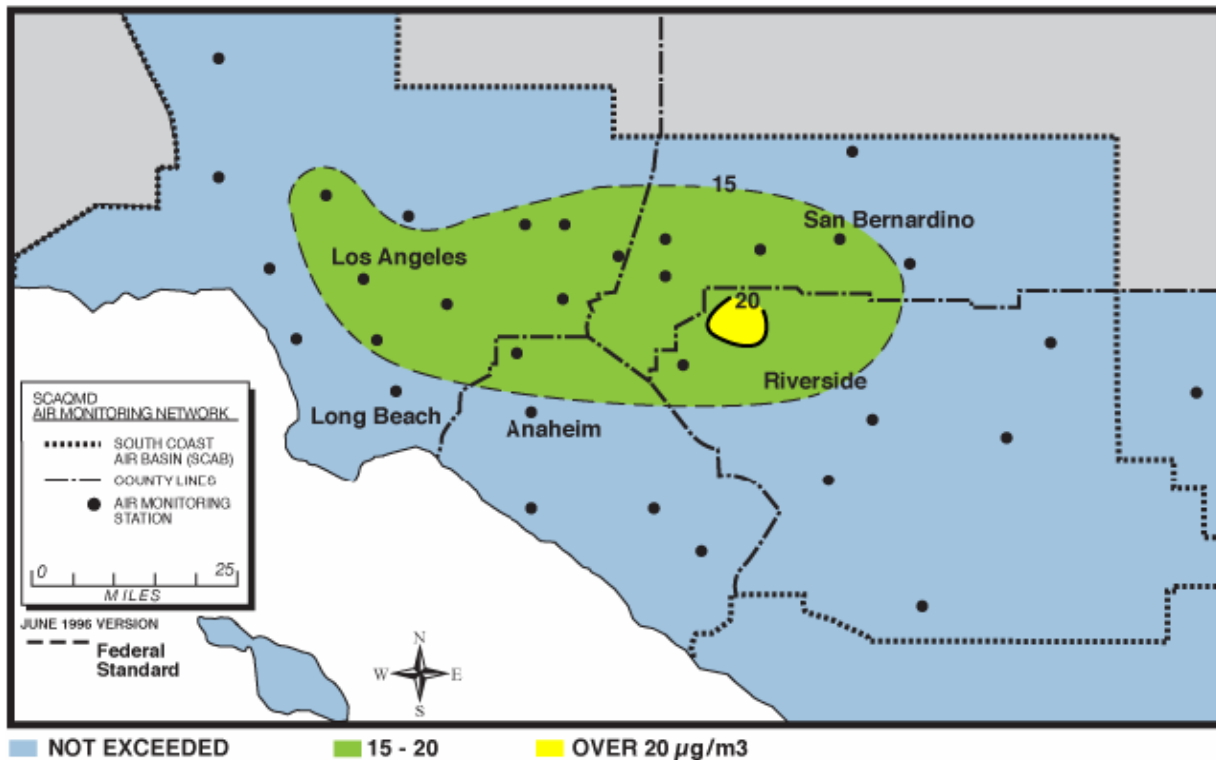 15
San Bernardino
Los Angeles
20
Riverside
Long Beach
Anaheim
SCAQMD
AIR MONITORING NETWORK
SOUTH COAST
AIR BASIN (SCAB)
COUNTY LINES
AIR MONITORING
STATION
0 25
MILES
JUNE 1996 VERSION
Federal
Standard
N
W E
S
NOT EXCEEDED 15 - 20 OVER 20 µg/m3